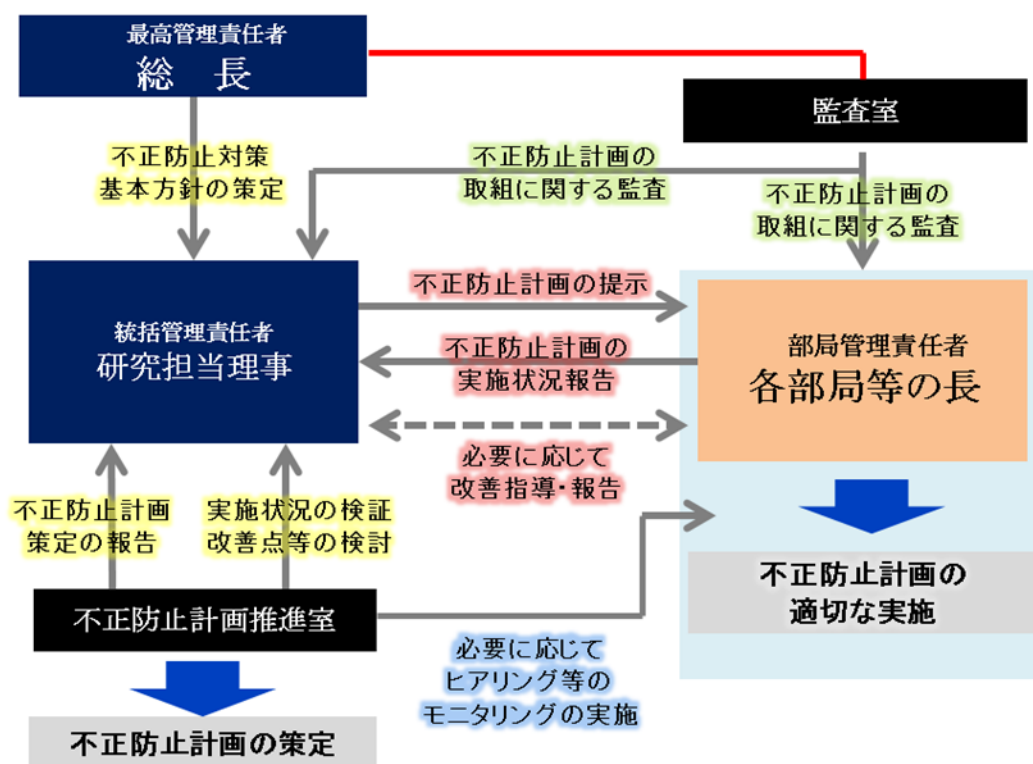 最高管理責任者
総　長
監査室
不正防止対策
基本方針の策定
不正防止計画の
取組に関する監査
不正防止計画の
取組に関する監査
統括管理責任者
研究担当理事
不正防止計画の提示
不正防止計画の
実施状況報告
必要に応じて
改善指導・報告
部局管理責任者
各部局等の長
不正防止計画
策定の報告
実施状況の検証
改善点等の検討
不正防止計画の
適切な実施
不正防止計画推進室
必要に応じて
ヒアリング等の
モニタリングの実施
不正防止計画の策定